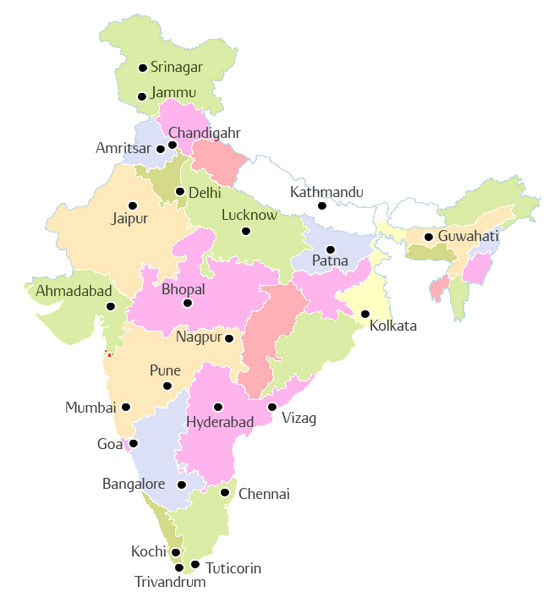 Srinagar
Jammu
Chandigahr
Amritsar
Delhi
Kathmandu
Jaipur
Lucknow
Guwahati
Patna
Ahmadabad
Bhopal
Kolkata
Nagpur
Pune
Mumbai
Hyderabad
Vizag
Goa
Bangalore
Chennai
Kochi
Tuticorin
Trivandrum